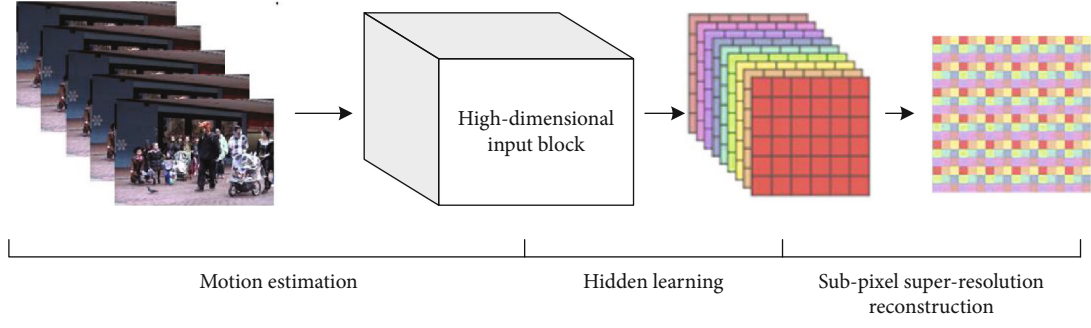 High-dimensional
input block
Motion estimation
Hidden learning
Sub-pixel super-resolution
reconstruction